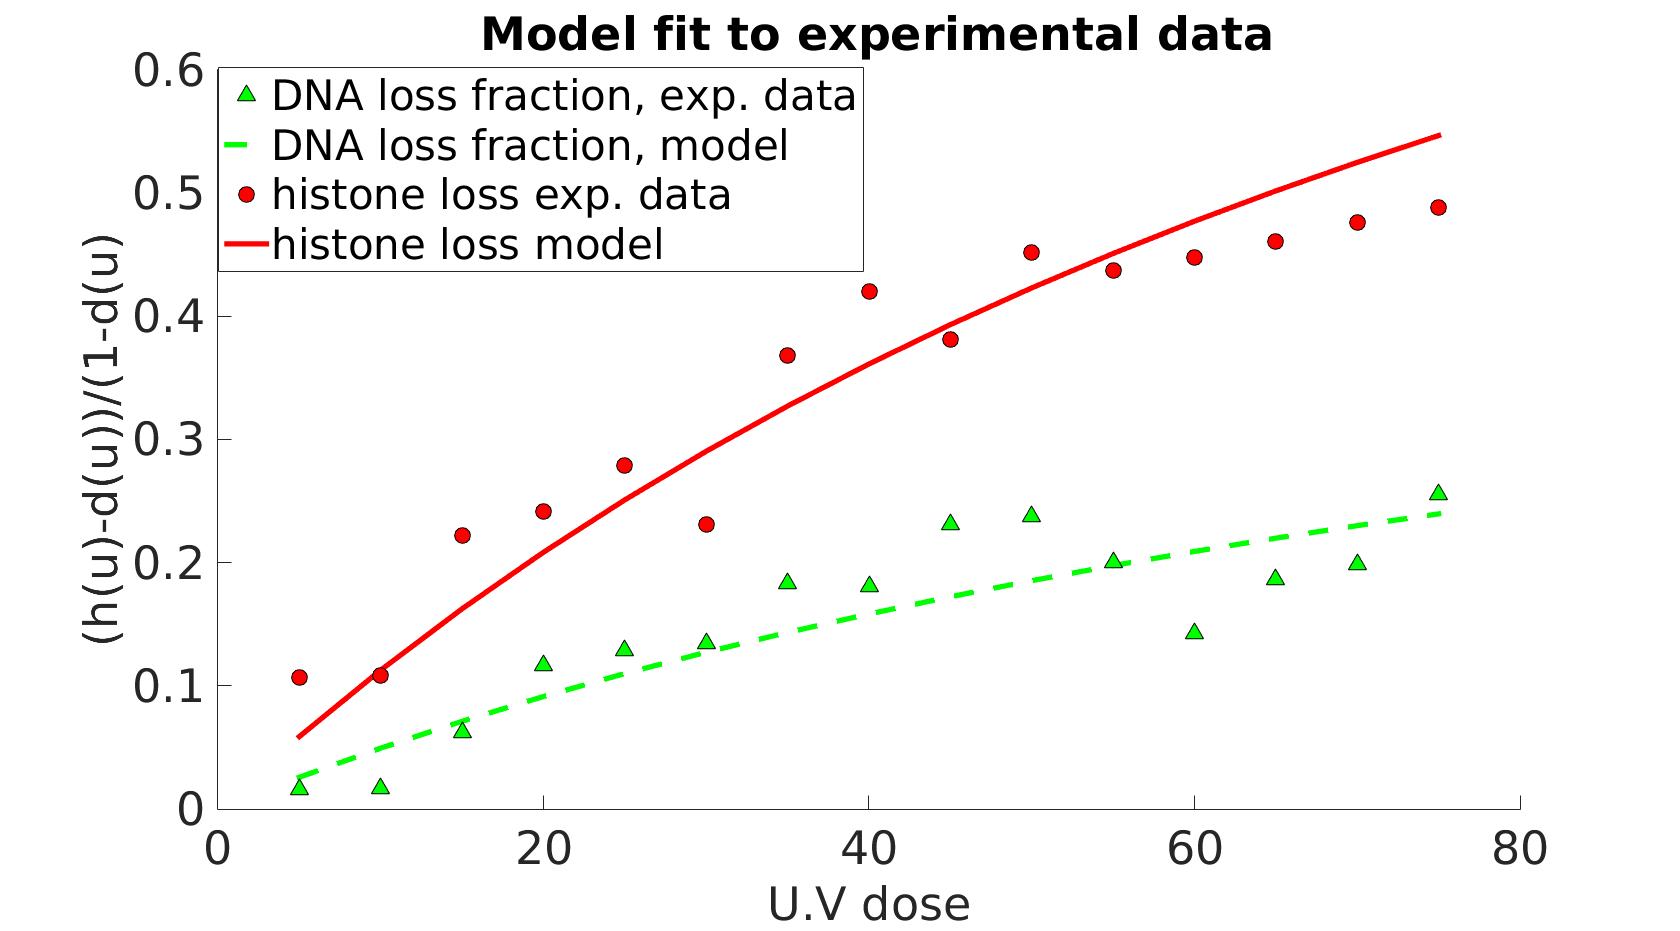 Model fit to experimental data
DNA loss fraction, exp. data
DNA loss fraction, model
histone loss exp. data
histone loss model
(h(u)-d(u))/(1-d(u)
0.6
0.5
0.4
0.3
0.2
0.1
0
0 20 40 60 80
U.V dose